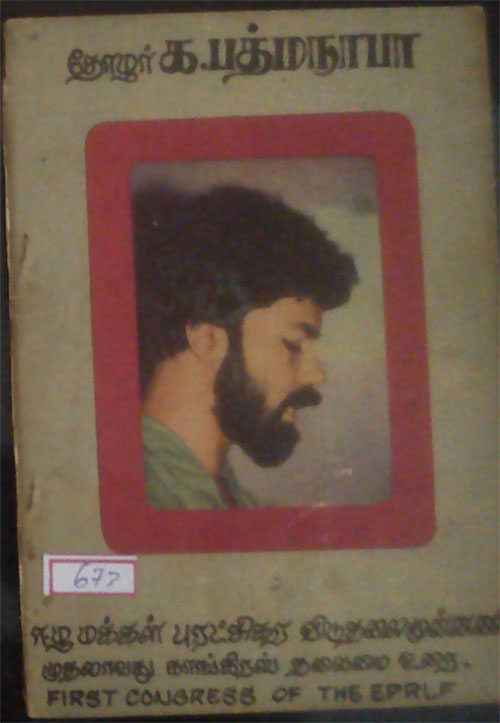 தோழர் க.பத்மநாபா
672
ஈழ மக்கள் புரட்சிகர விடுதலைமுன்னணி
முதலாவது காங்கிரஸ் தலைமை உரை.
FIRST CONGRESS OF THE EPRLF